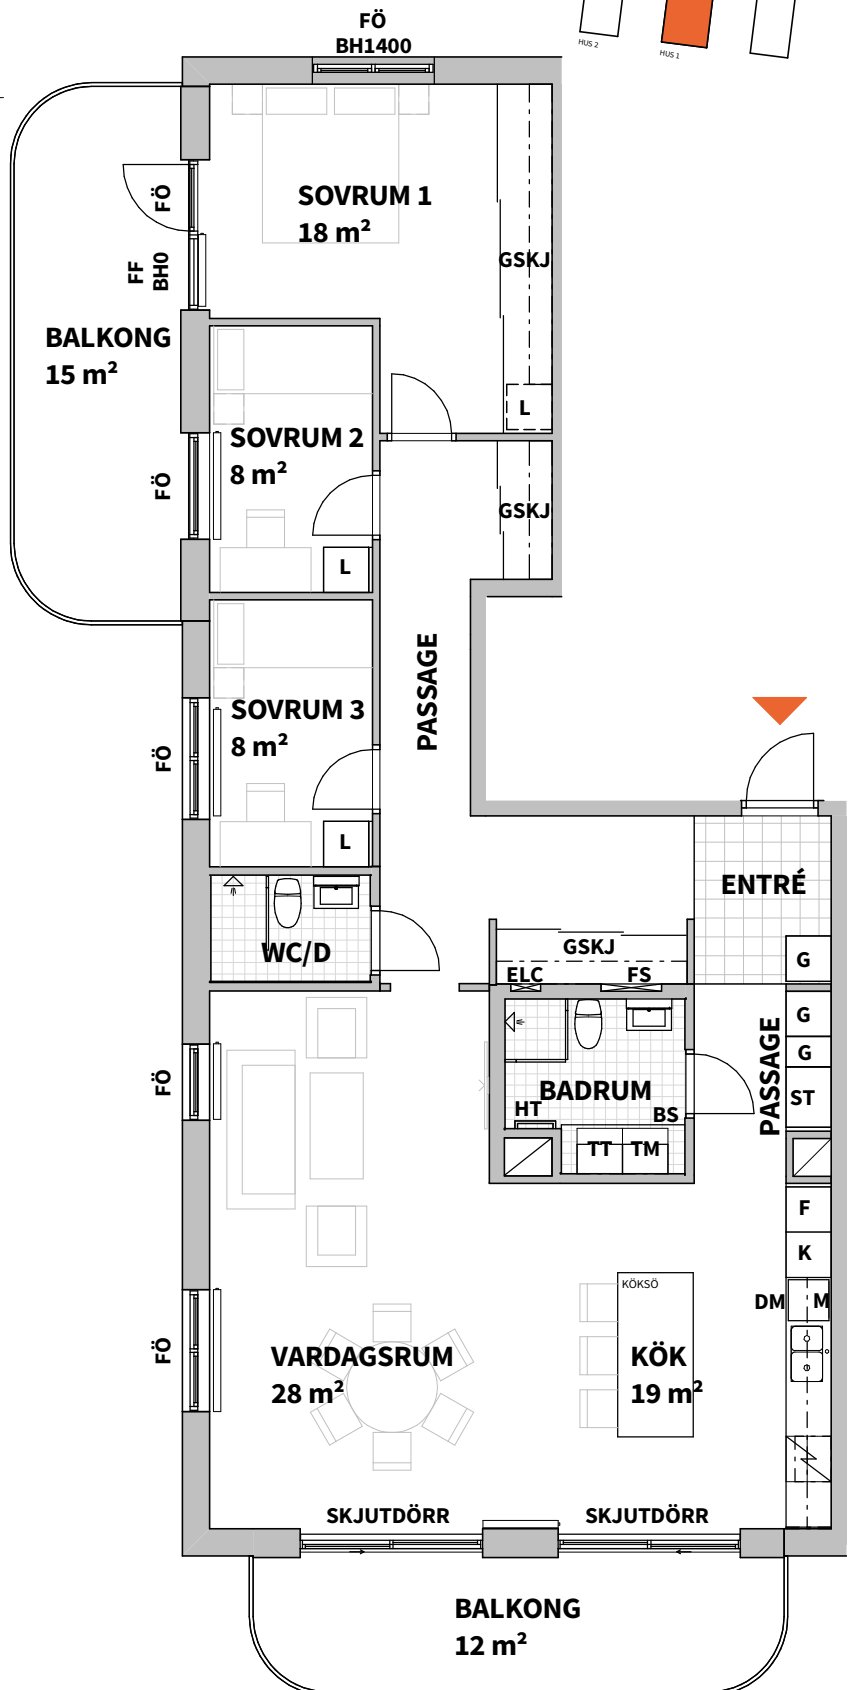 FÖ
BH1400
HUS 2
HUS 1
SOVRUM 1
18 m²
FÖ
FF
BH0
GSKJ
BALKONG
15 m²
L
SOVRUM 2
8 m²
FÖ
GSKJ
L
PASSAGE
SOVRUM 3
8 m²
FÖ
L
ENTRÉ
WC/D
GSKJ
G
ELC
FS
G
PASSAGE
G
FÖ
BADRUM
ST
HT
BS
TT
TM
F
K
KÖKSÖ
DM
M
FÖ
VARDAGSRUM
28 m²
KÖK
19 m²
SKJUTDÖRR
SKJUTDÖRR
BALKONG
12 m²